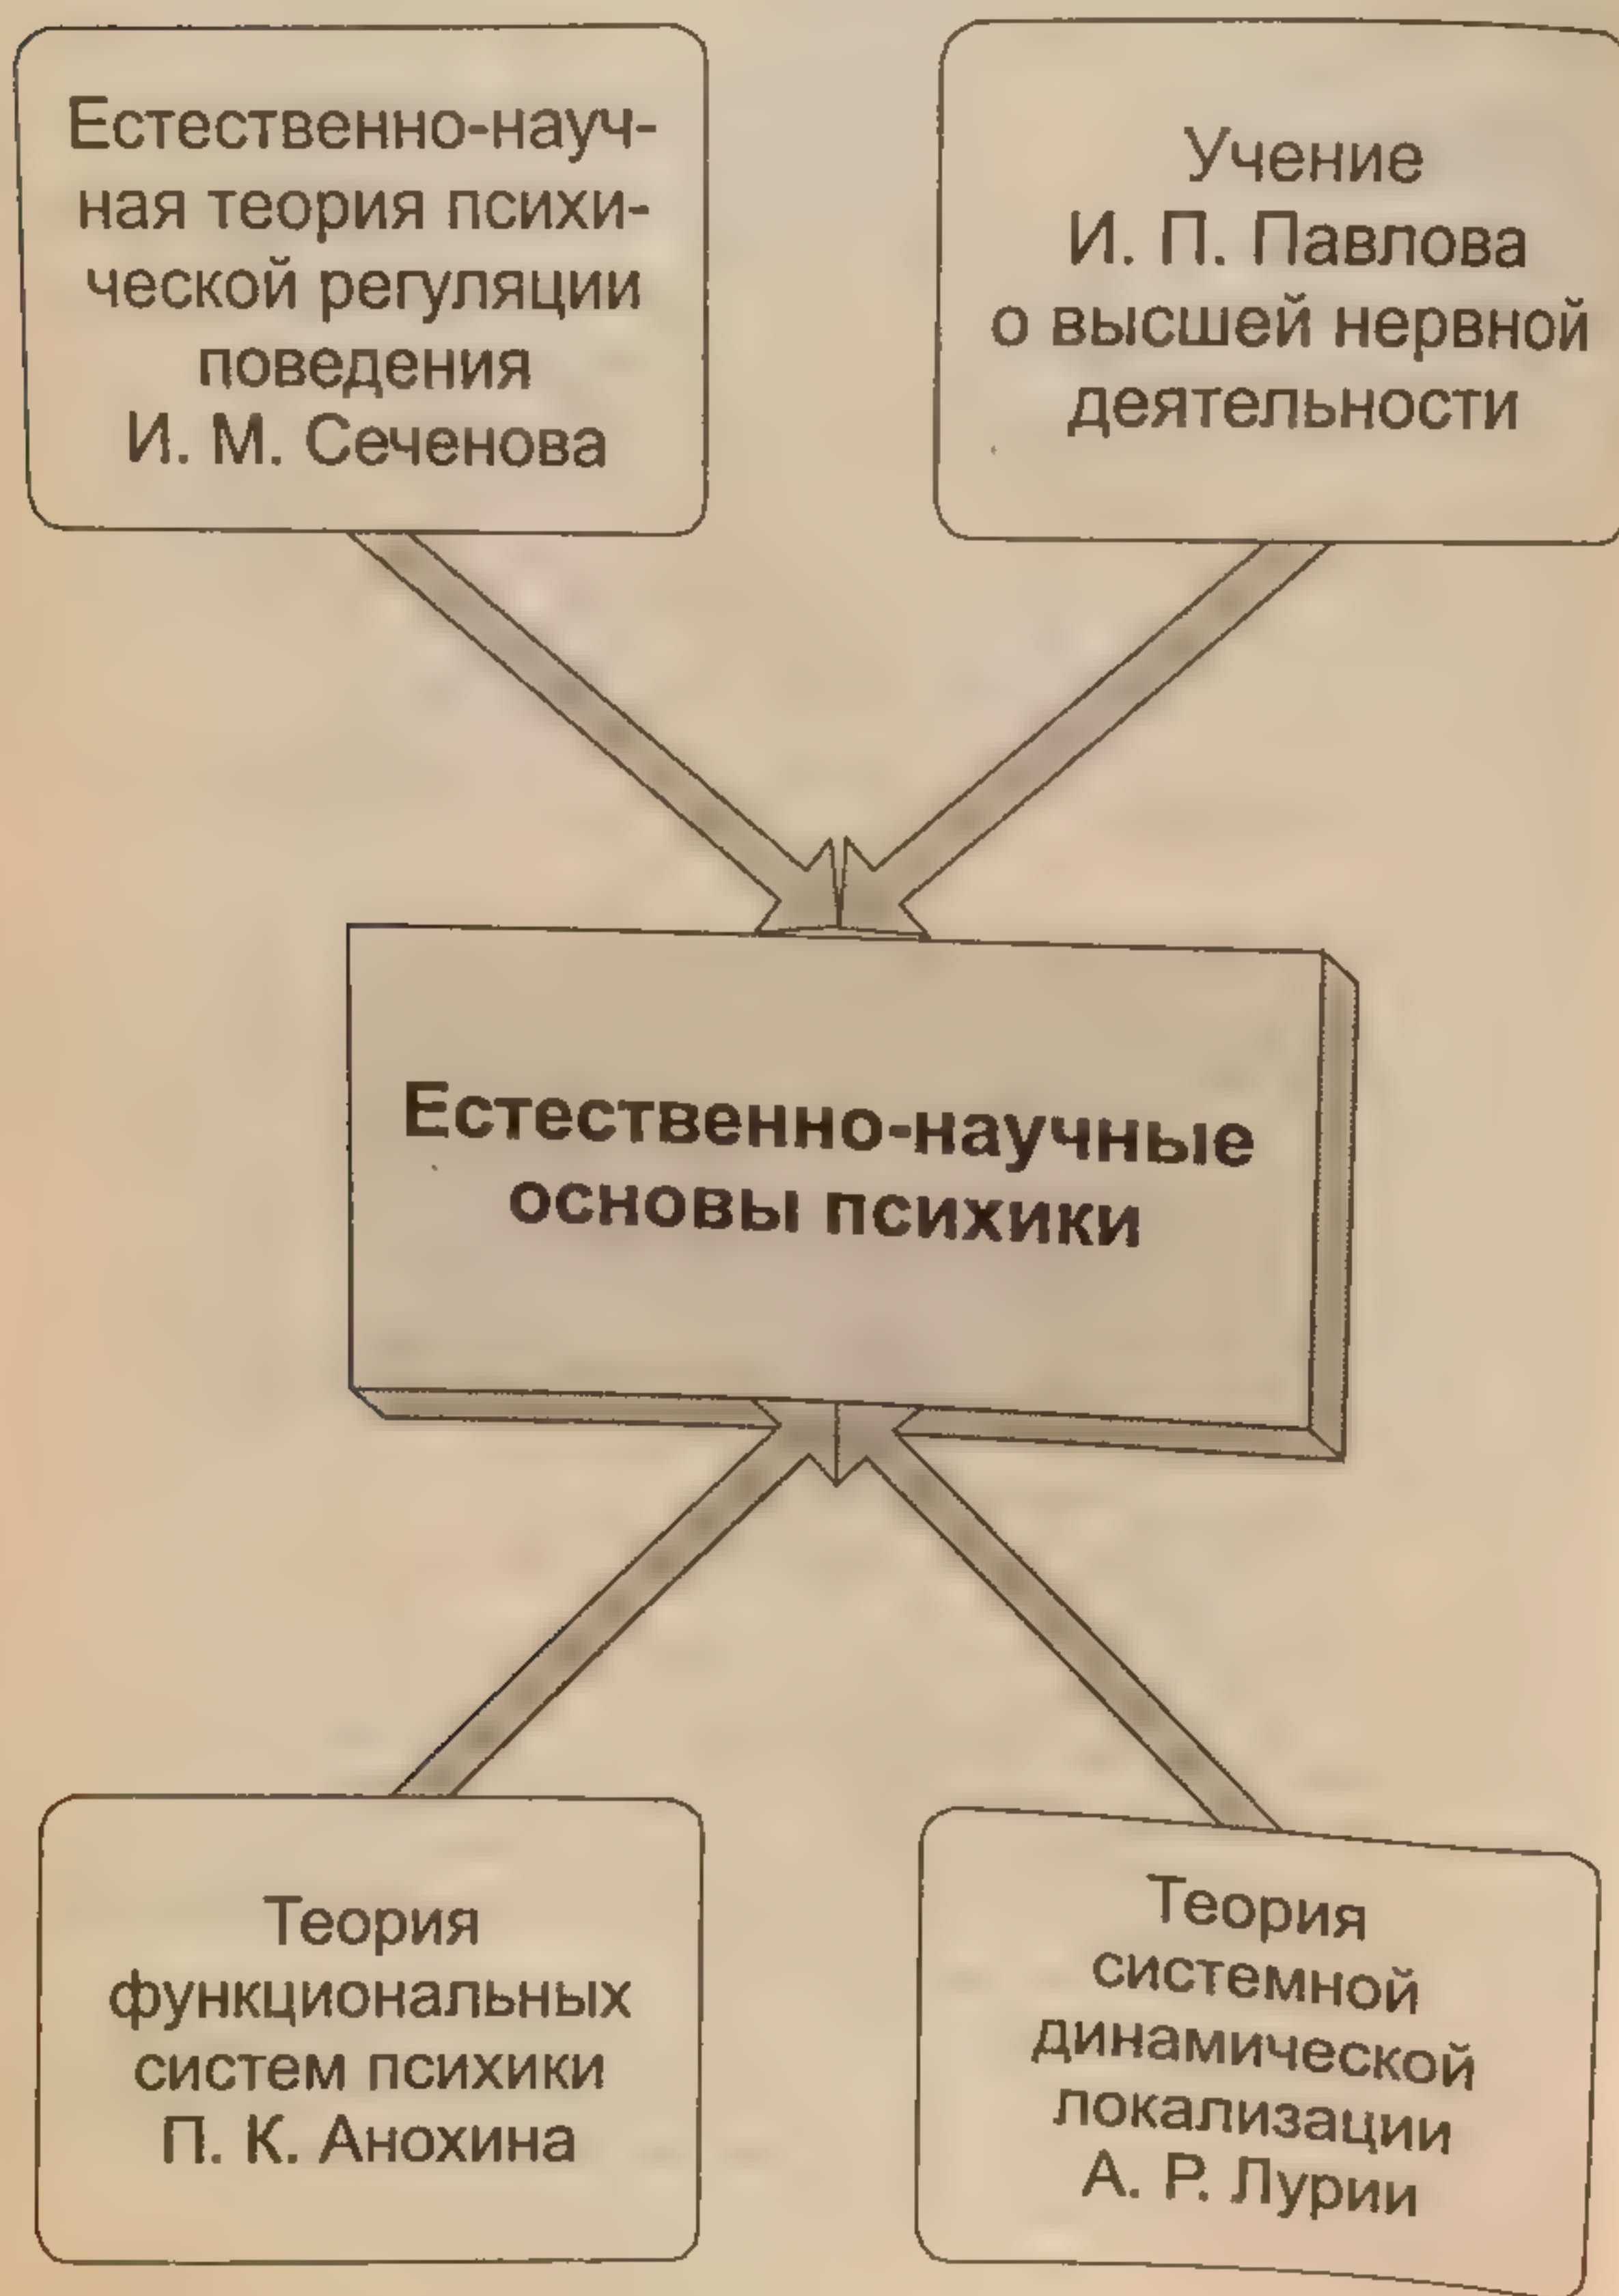 Естественно-науч-
ная теория психи-
ческой регуляции
поведения
И. М. Сеченова
Учение
И. П. Павлова
о высшей нервной
деятельности
Естественно-научные
основы психики
Теория
функциональных
систем психики
П. К. Анохина
Теория
системной
динамической
локализации
А. Р. Лурии